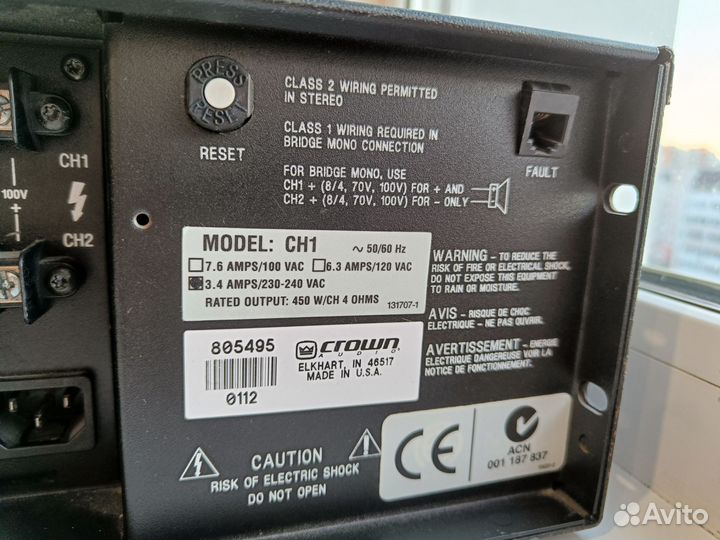 PRESS
RESET
RESET
CLASS 2 WIRING PERMITTED
IN STEREO
CLASS 1 WIRING REQUIRED IN
BRIDGE MONO CONNECTION
FOR BRIDGE MONO, USE
CH1 + (8/4, 70V, 100V) FOR + AND
CH2 + (8/4, 70V, 100V) FOR - ONLY
FAULT
CH1
100V
+
CH2
MODEL: CH1 ~ 50/60 Hz
7.6 AMPS/100 VAC 6.3 AMPS/120 VAC
3.4 AMPS/230-240 VAC
RATED OUTPUT: 450 W/CH 4 OHMS
131707-1
WARNING - TO REDUCE THE
RISK OF FIRE OR ELECTRICAL SHOCK,
DO NOT EXPOSE THIS EQUIPMENT
TO RAIN OR MOISTURE.
AVIS - RISQUE DE CHOC
ELECTRIQUE - NE PAS OUVRIR.
AVERTISSEMENT - ENERGIE
ELECTRIQUE DANGEREUSE VOIR LA
NOTICE D'INSTALLATION.
805495
0112
crown
AUDIO
ELKHART, IN 46517
MADE IN U.S.A.
CAUTION
RISK OF ELECTRIC SHOCK
DO NOT OPEN
CE
ACN
001 187 837
Avito